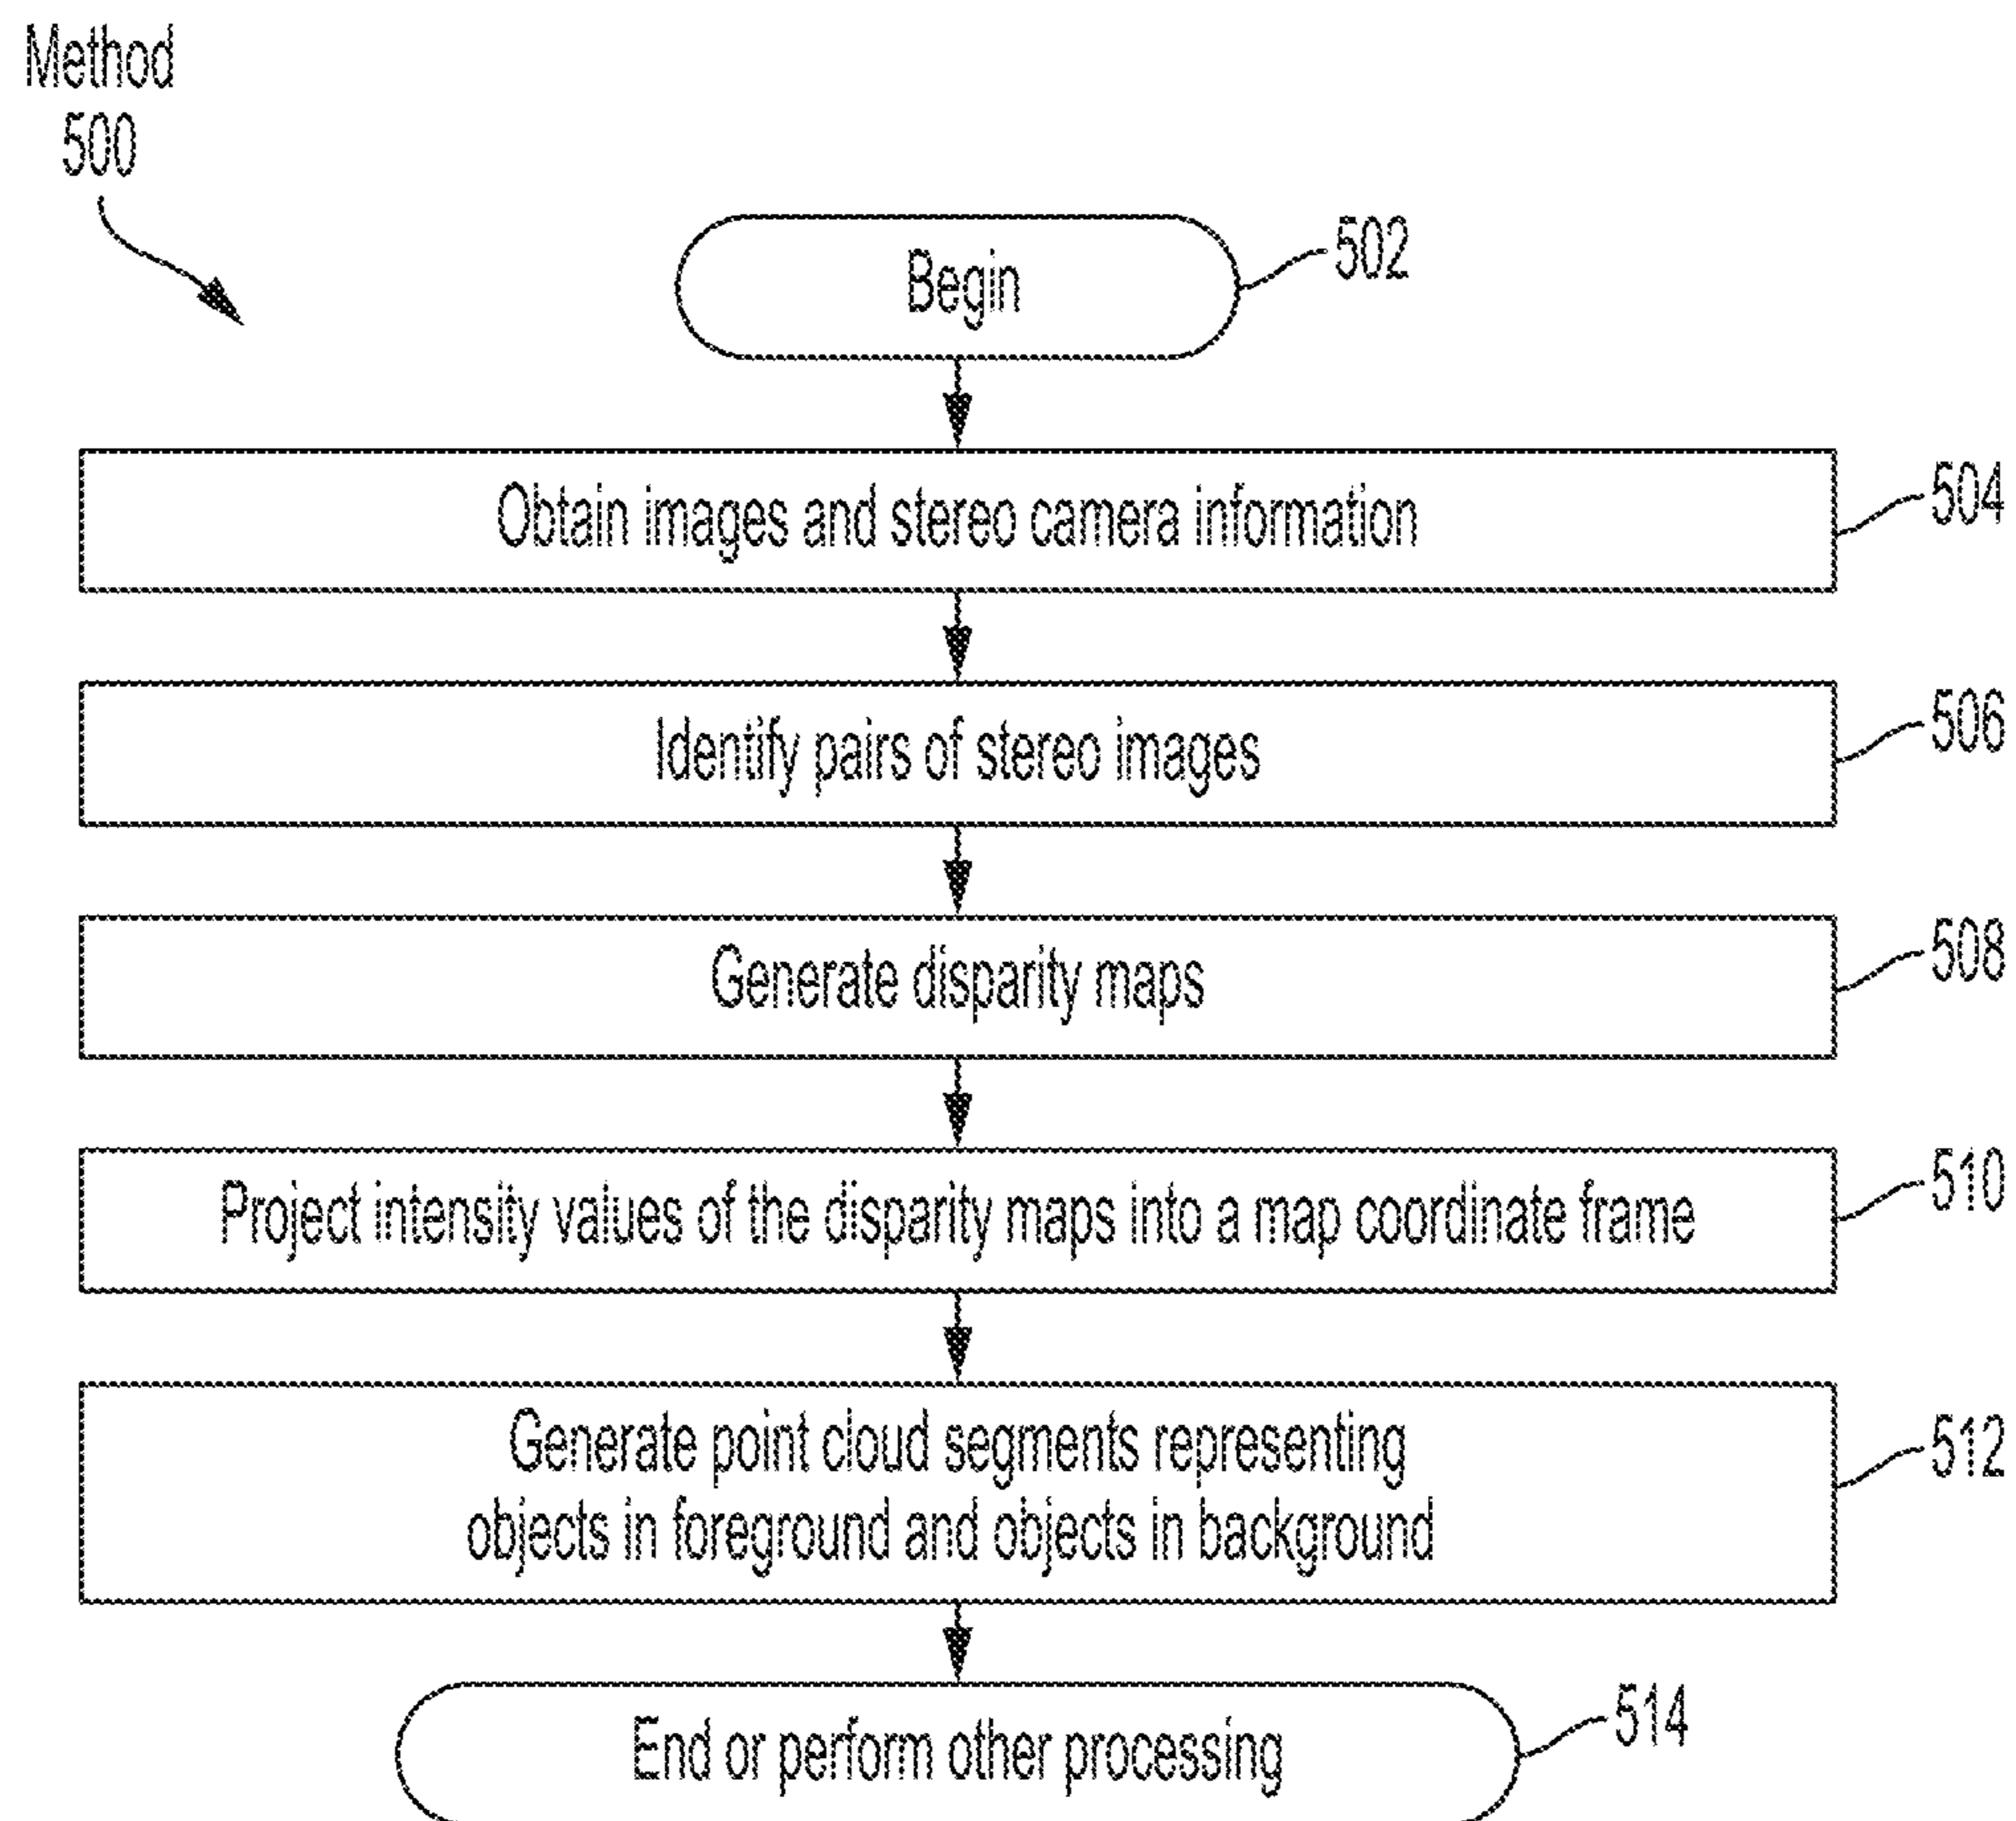 Method
500
Begin
502
Obtain images and stereo camera information
504
Identify pairs of stereo images
506
Generate disparity maps
508
Project intensity values of the disparity maps into a map coordinate frame
510
Generate point cloud segments representing
objects in foreground and objects in background
512
End or perform other processing
514